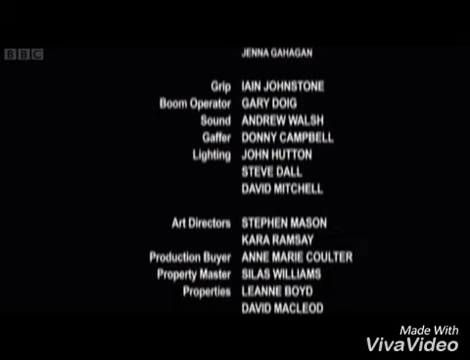 BBC
JENNA GAHAGAN
Grip IAIN JOHNSTONE
Boom Operator GARY DOIG
Sound ANDREW WALSH
Gaffer DONNY CAMPBELL
Lighting JOHN HUTTON
STEVE DALL
DAVID MITCHELL
Art Directors STEPHEN MASON
KARA RAMSAY
Production Buyer ANNE MARIE COULTER
Property Master SILAS WILLIAMS
Properties LEANNE BOYD
DAVID MACLEOD
Made With
VivaVideo